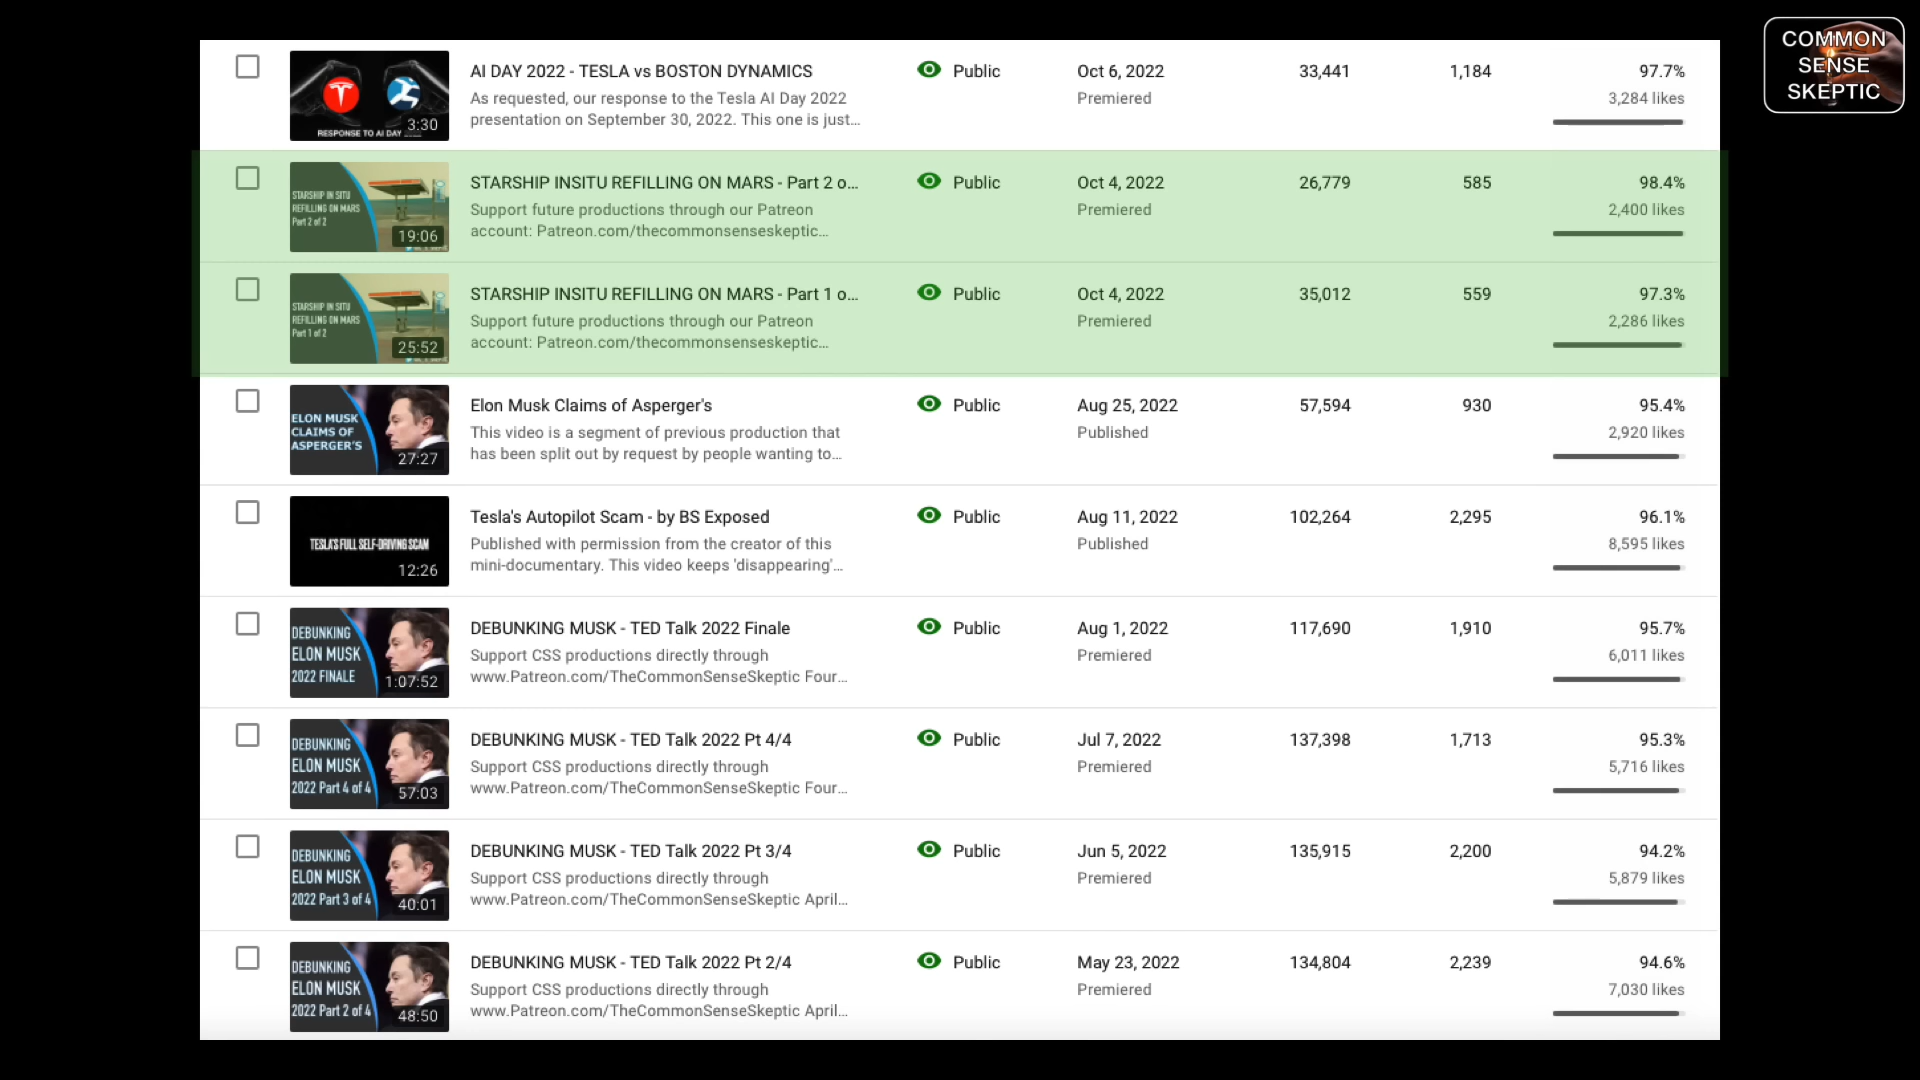 COMMON
SENSE
SKEPTIC
RESPONSE TO AI DAY
3:30
AI DAY 2022 - TESLA vs BOSTON DYNAMICS
As requested, our response to the Tesla AI Day 2022
presentation on September 30, 2022. This one is just...
Public
Oct 6, 2022
Premiered
33,441
1,184
97.7%
3,284 likes
STARSHIP IN SITU
REFILLING ON MARS
Part 2 of 2
19:06
STARSHIP INSITU REFILLING ON MARS - Part 2 o...
Support future productions through our Patreon
account: Patreon.com/thecommonsenseskeptic...
Public
Oct 4, 2022
Premiered
26,779
585
98.4%
2,400 likes
STARSHIP IN SITU
REFILLING ON MARS
Part 1 of 2
25:52
STARSHIP INSITU REFILLING ON MARS - Part 1 o...
Support future productions through our Patreon
account: Patreon.com/thecommonsenseskeptic...
Public
Oct 4, 2022
Premiered
35,012
559
97.3%
2,286 likes
ELON MUSK
CLAIMS OF
ASPERGER'S
27:27
Elon Musk Claims of Asperger's
This video is a segment of previous production that
has been split out by request by people wanting to...
Public
Aug 25, 2022
Published
57,594
930
95.4%
2,920 likes
TESLA'S FULL SELF-DRIVING SCAM
12:26
Tesla's Autopilot Scam - by BS Exposed
Published with permission from the creator of this
mini-documentary. This video keeps 'disappearing'...
Public
Aug 11, 2022
Published
102,264
2,295
96.1%
8,595 likes
DEBUNKING
ELON MUSK
2022 FINALE
1:07:52
DEBUNKING MUSK - TED Talk 2022 Finale
Support CSS productions directly through
www.Patreon.com/TheCommonSenseSkeptic Four...
Public
Aug 1, 2022
Premiered
117,690
1,910
95.7%
6,011 likes
DEBUNKING
ELON MUSK
2022 Part 4 of 4
57:03
DEBUNKING MUSK - TED Talk 2022 Pt 4/4
Support CSS productions directly through
www.Patreon.com/TheCommonSenseSkeptic Four...
Public
Jul 7, 2022
Premiered
137,398
1,713
95.3%
5,716 likes
DEBUNKING
ELON MUSK
2022 Part 3 of 4
40:01
DEBUNKING MUSK - TED Talk 2022 Pt 3/4
Support CSS productions directly through
www.Patreon.com/TheCommonSenseSkeptic April...
Public
Jun 5, 2022
Premiered
135,915
2,200
94.2%
5,879 likes
DEBUNKING
ELON MUSK
2022 Part 2 of 4
48:50
DEBUNKING MUSK - TED Talk 2022 Pt 2/4
Support CSS productions directly through
www.Patreon.com/TheCommonSenseSkeptic April...
Public
May 23, 2022
Premiered
134,804
2,239
94.6%
7,030 likes